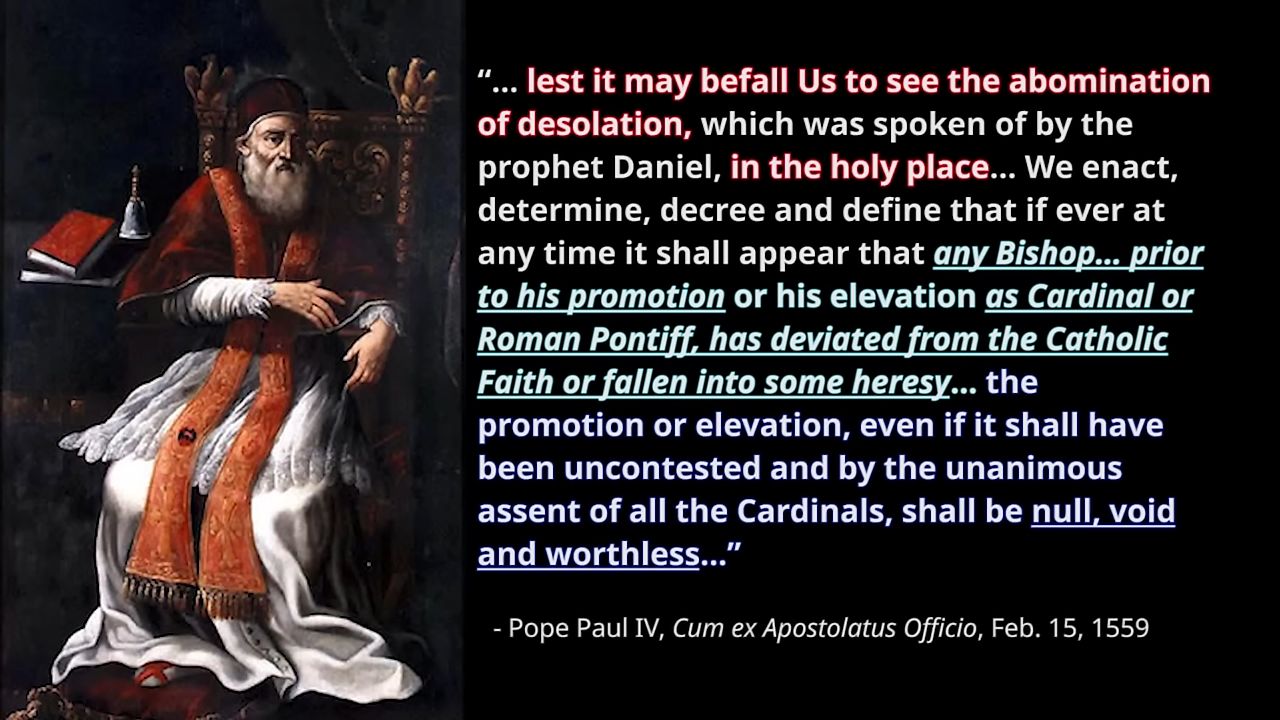 “... lest it may befall Us to see the abomination
of desolation, which was spoken of by the
prophet Daniel, in the holy place... We enact,
determine, decree and define that if ever at
any time it shall appear that any Bishop... prior
to his promotion or his elevation as Cardinal or
Roman Pontiff, has deviated from the Catholic
Faith or fallen into some heresy... the
promotion or elevation, even if it shall have
been uncontested and by the unanimous
assent of all the Cardinals, shall be null, void
and worthless...”
- Pope Paul IV, Cum ex Apostolatus Officio, Feb. 15, 1559